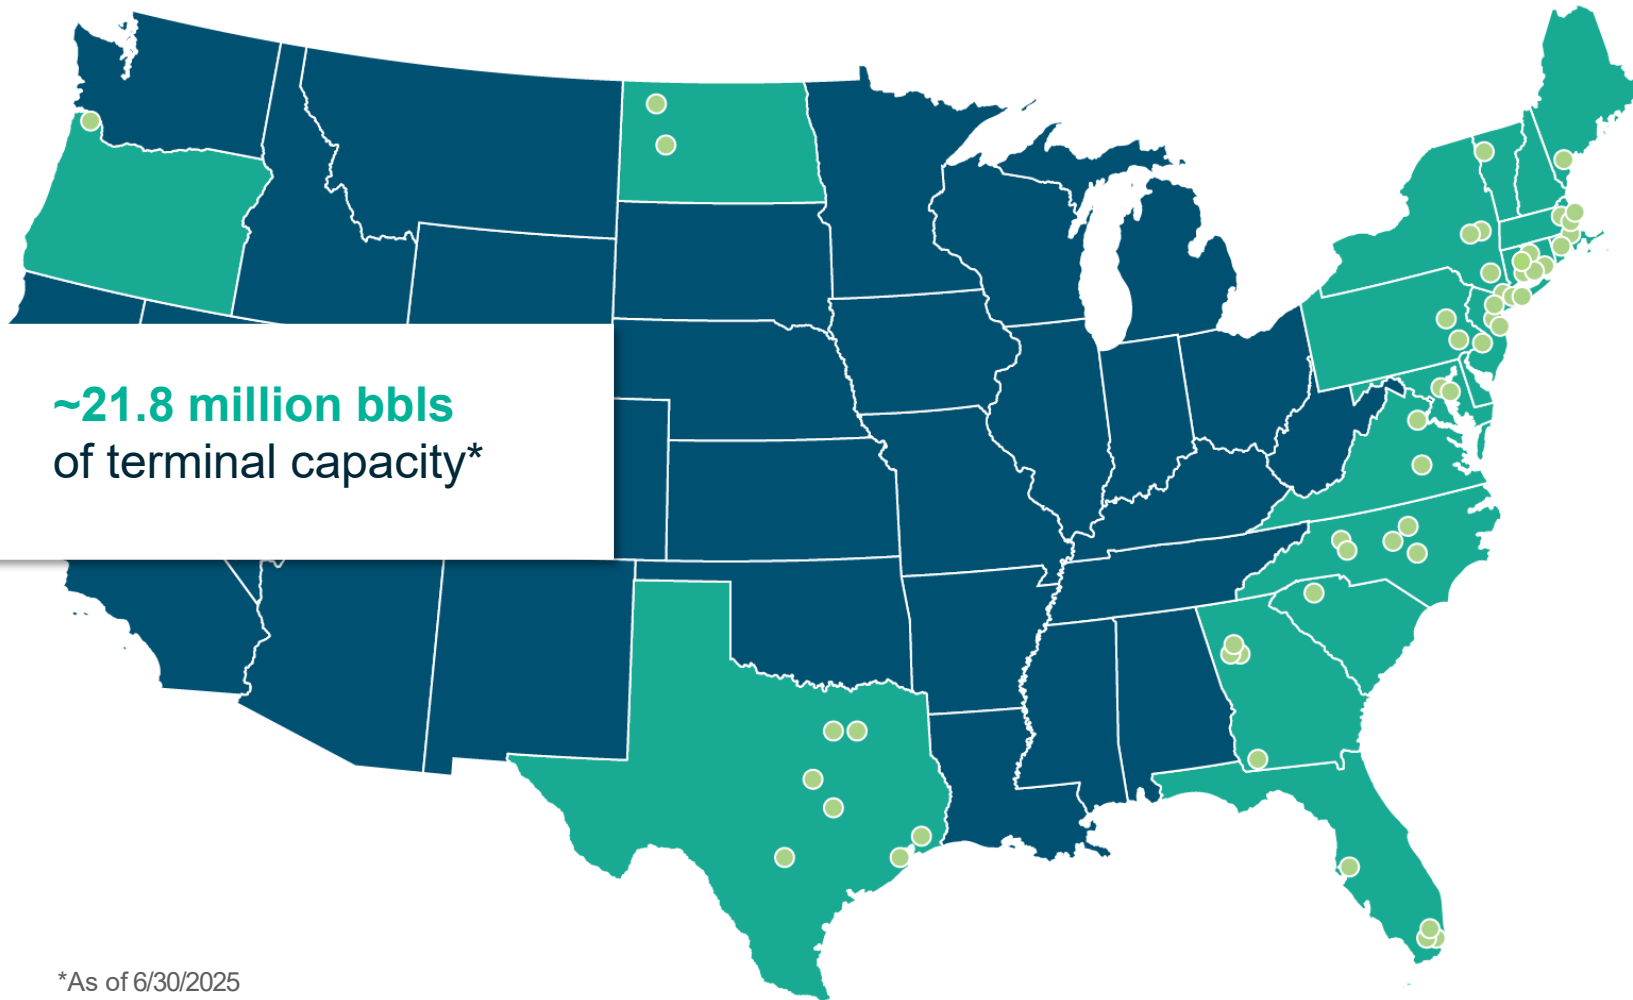 ~21.8 million bbls
of terminal capacity*
*As of 6/30/2025